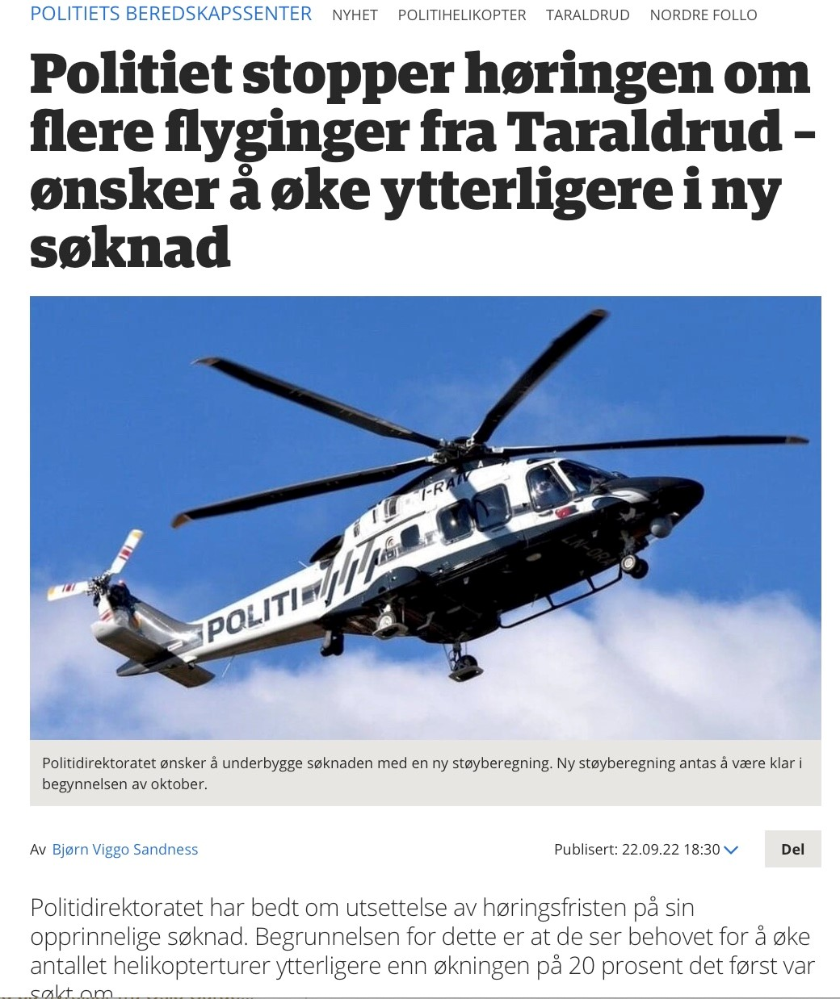 POLITIETS BEREDSKAPSSENTER NYHET POLITIHELIKOPTER TARALDRUD NORDRE FOLLO
Politiet stopper høringen om
flere flyginger fra Taraldrud –
ønsker å øke ytterligere i ny
søknad
I-RAIV
POLITI
Politidirektoratet ønsker å underbygge søknaden med en ny støyberegning. Ny støyberegning antas å være klar i
begynnelsen av oktober.
Av Bjørn Viggo Sandness Publisert: 22.09.22 18:30 Del
Politidirektoratet har bedt om utsettelse av høringsfristen på sin
opprinnelige søknad. Begrunnelsen for dette er at de ser behovet for å øke
antallet helikopterturer ytterligere enn økningen på 20 prosent det først var
søkt om